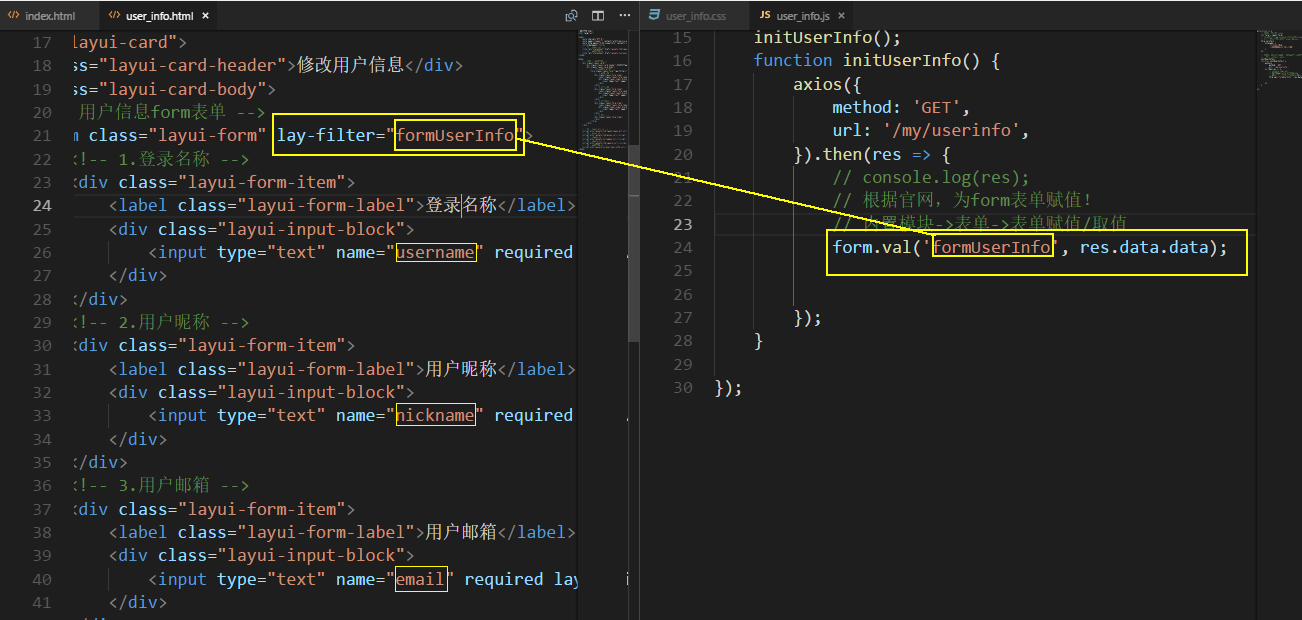 index.html
user_info.html ×
17 layui-card">
18 ss="layui-card-header">修改用户信息</div>
19 ss="layui-card-body">
20 用户信息form表单 -->
21 m class="layui-form" lay-filter="formUserInfo">
22 <!-- 1.登录名称 -->
23 <div class="layui-form-item">
24 <label class="layui-form-label">登录名称</label>
25 <div class="layui-input-block">
26 <input type="text" name="username" required
27 </div>
28 </div>
29 <!-- 2.用户昵称 -->
30 <div class="layui-form-item">
31 <label class="layui-form-label">用户昵称</label>
32 <div class="layui-input-block">
33 <input type="text" name="nickname" required
34 </div>
35 </div>
36 <!-- 3.用户邮箱 -->
37 <div class="layui-form-item">
38 <label class="layui-form-label">用户邮箱</label>
39 <div class="layui-input-block">
40 <input type="text" name="email" required lay
41 </div>
user_info.css
JS user_info.js ×
15 initUserInfo();
16 function initUserInfo() {
17 axios({
18 method: 'GET',
19 url: '/my/userinfo',
20 }).then(res => {
21 // console.log(res);
22 // 根据官网，为form表单赋值！
23 // 内置模块->表单->表单赋值/取值
24 form.val('formUserInfo', res.data.data);
25
26
27 });
28 }
29
30 });